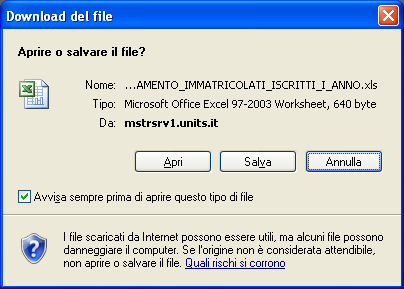 Download del file
Aprire o salvare il file?
Nome: ...AMENTO_IMMATRICOLATI_ISCRITTI_I_ANNO.xls
Tipo: Microsoft Office Excel 97-2003 Worksheet, 640 byte
Da: mstrsrv1.units.it
Apri Salva Annulla
Avvisa sempre prima di aprire questo tipo di file
I file scaricati da Internet possono essere utili, ma alcuni file possono
danneggiare il computer. Se l'origine non è considerata attendibile,
non aprire o salvare il file. Quali rischi si corrono